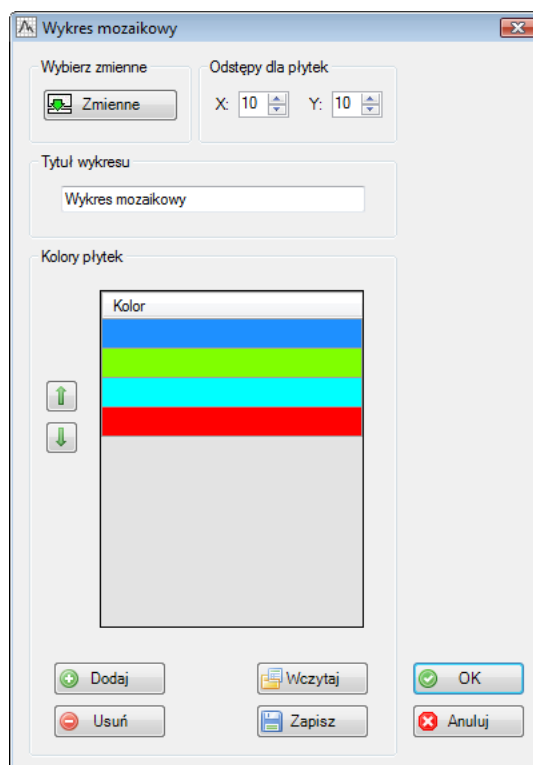 Wykres mozaikowy
Wybierz zmienne
Odstępy dla płytek
Zmienne
X: 10 Y: 10
Tytuł wykresu
Wykres mozaikowy
Kolory płytek
Kolor
Dodaj
Wczytaj
OK
Usuń
Zapisz
Anuluj